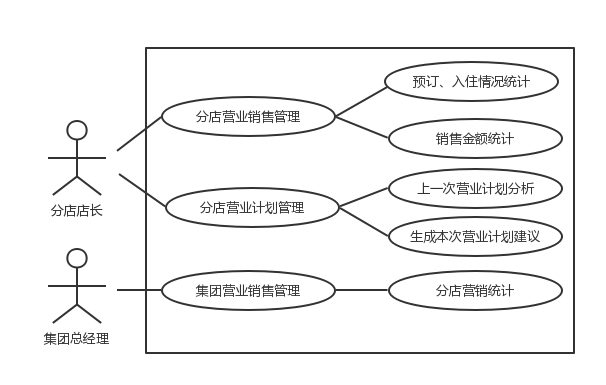 预订、入住情况统计
分店营业销售管理
销售金额统计
上一次营业计划分析
分店店长
分店营业计划管理
生成本次营业计划建议
集团营业销售管理
分店营销统计
集团总经理